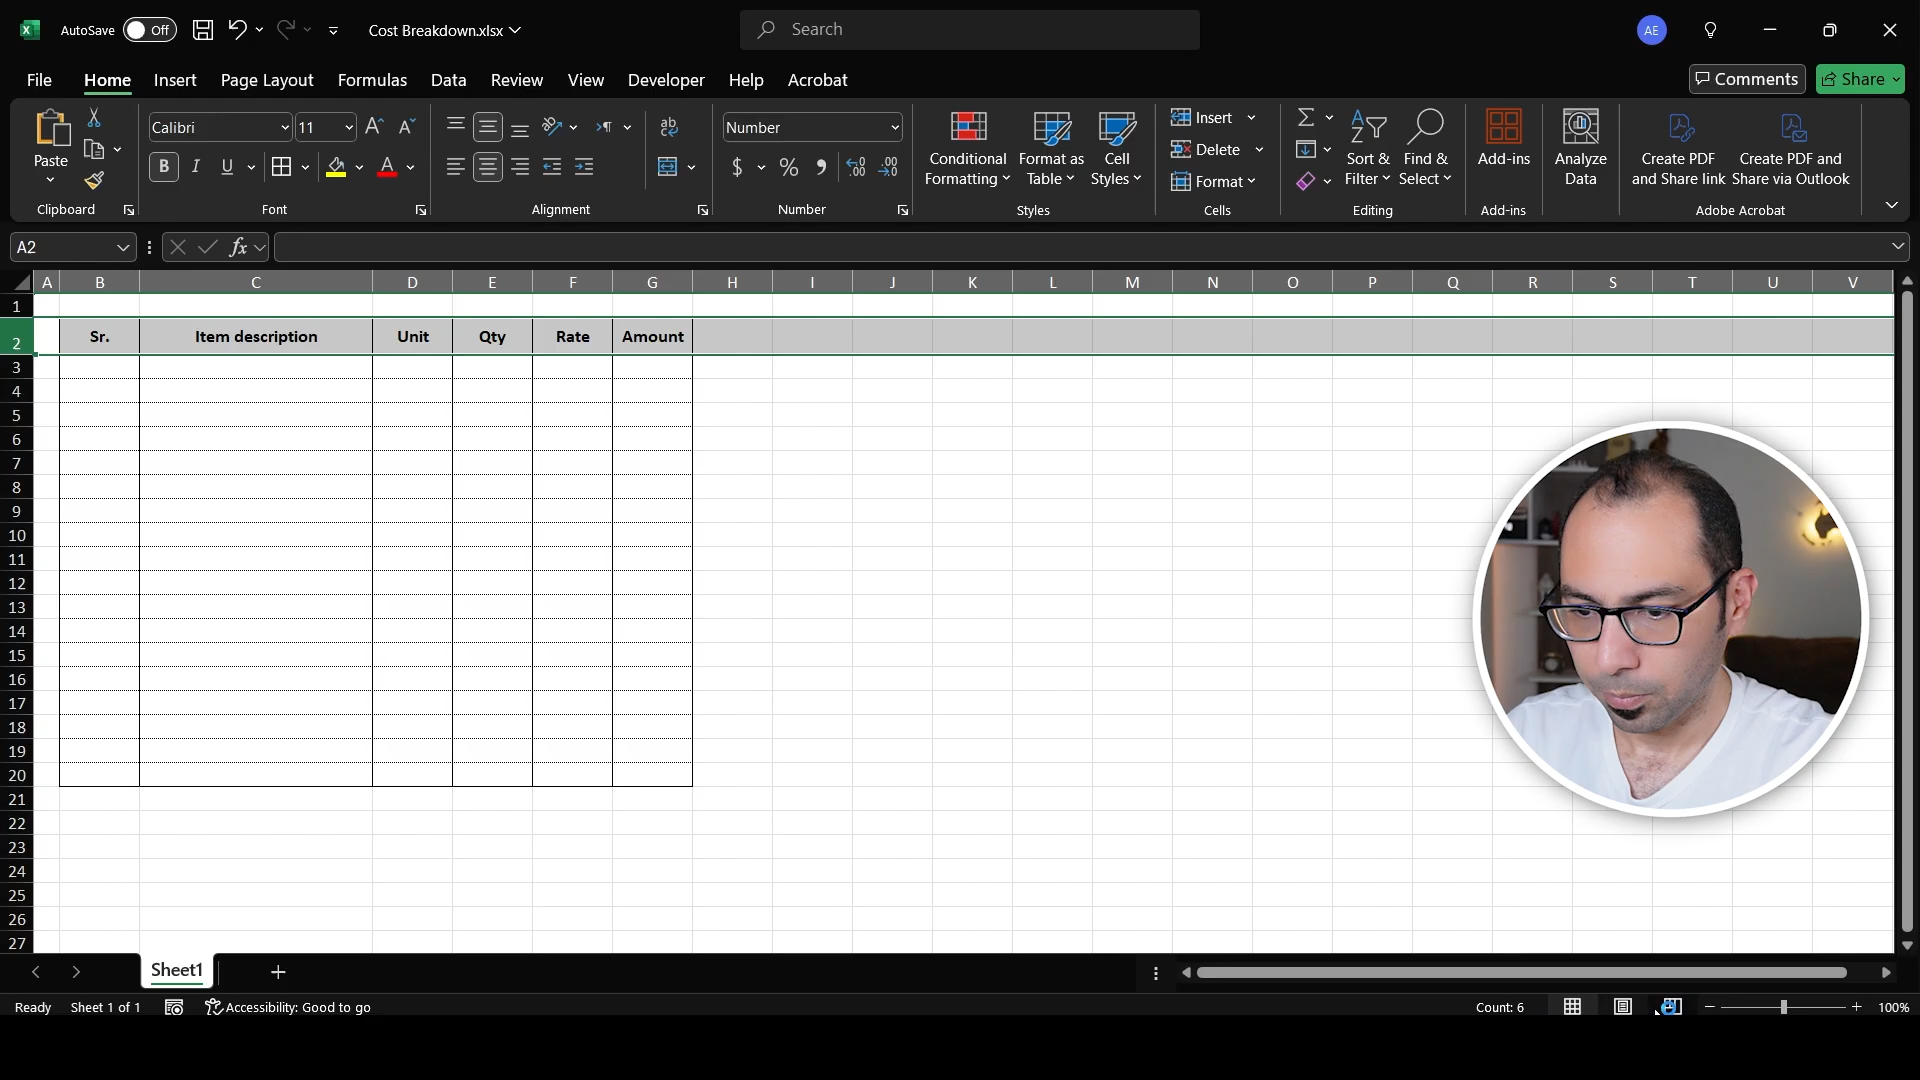 AutoSave Off Cost Breakdown.xlsx Search AE
File Home Insert Page Layout Formulas Data Review View Developer Help Acrobat Comments Share
Paste
Clipboard
Calibri 11
B I U A
Font
Alignment
Number
$ % 9
Number
Conditional Formatting
Format as Table
Cell Styles
Styles
Insert
Delete
Format
Cells
Sort & Filter
Find & Select
Editing
Add-ins
Add-ins
Analyze Data
Create PDF and Share link
Create PDF and Share via Outlook
Adobe Acrobat
A2 fx
A B C D E F G H I J K L M N O P Q R S T U V
1
2 Sr. Item description Unit Qty Rate Amount
3
4
5
6
7
8
9
10
11
12
13
14
15
16
17
18
19
20
21
22
23
24
25
26
27
Sheet1
Ready Sheet 1 of 1 Accessibility: Good to go Count: 6 100%